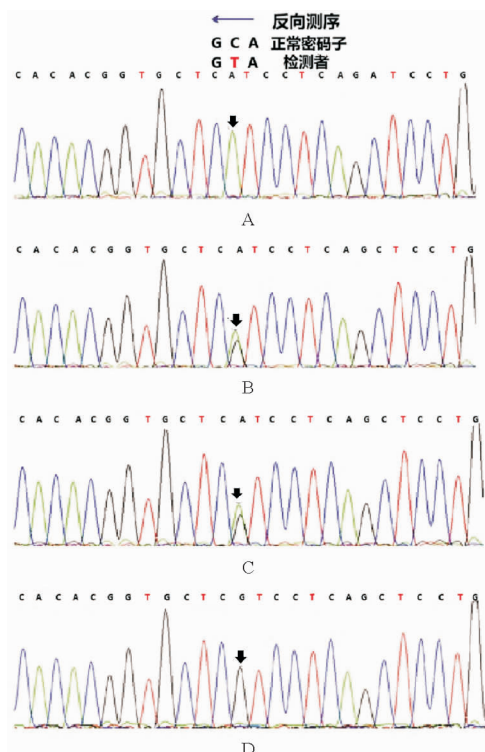 反向测序
G C A 正常密码子
G T A 检测者
C A C A C G G T G C T C A T C C T C A G A T C C T G
A
C A C A C G G T G C T C A T C C T C A G C T C C T G
B
C A C A C G G T G C T C A T C C T C A G C T C C T G
C
C A C A C G G T G C T C G T C C T C A G C T C C T G
D